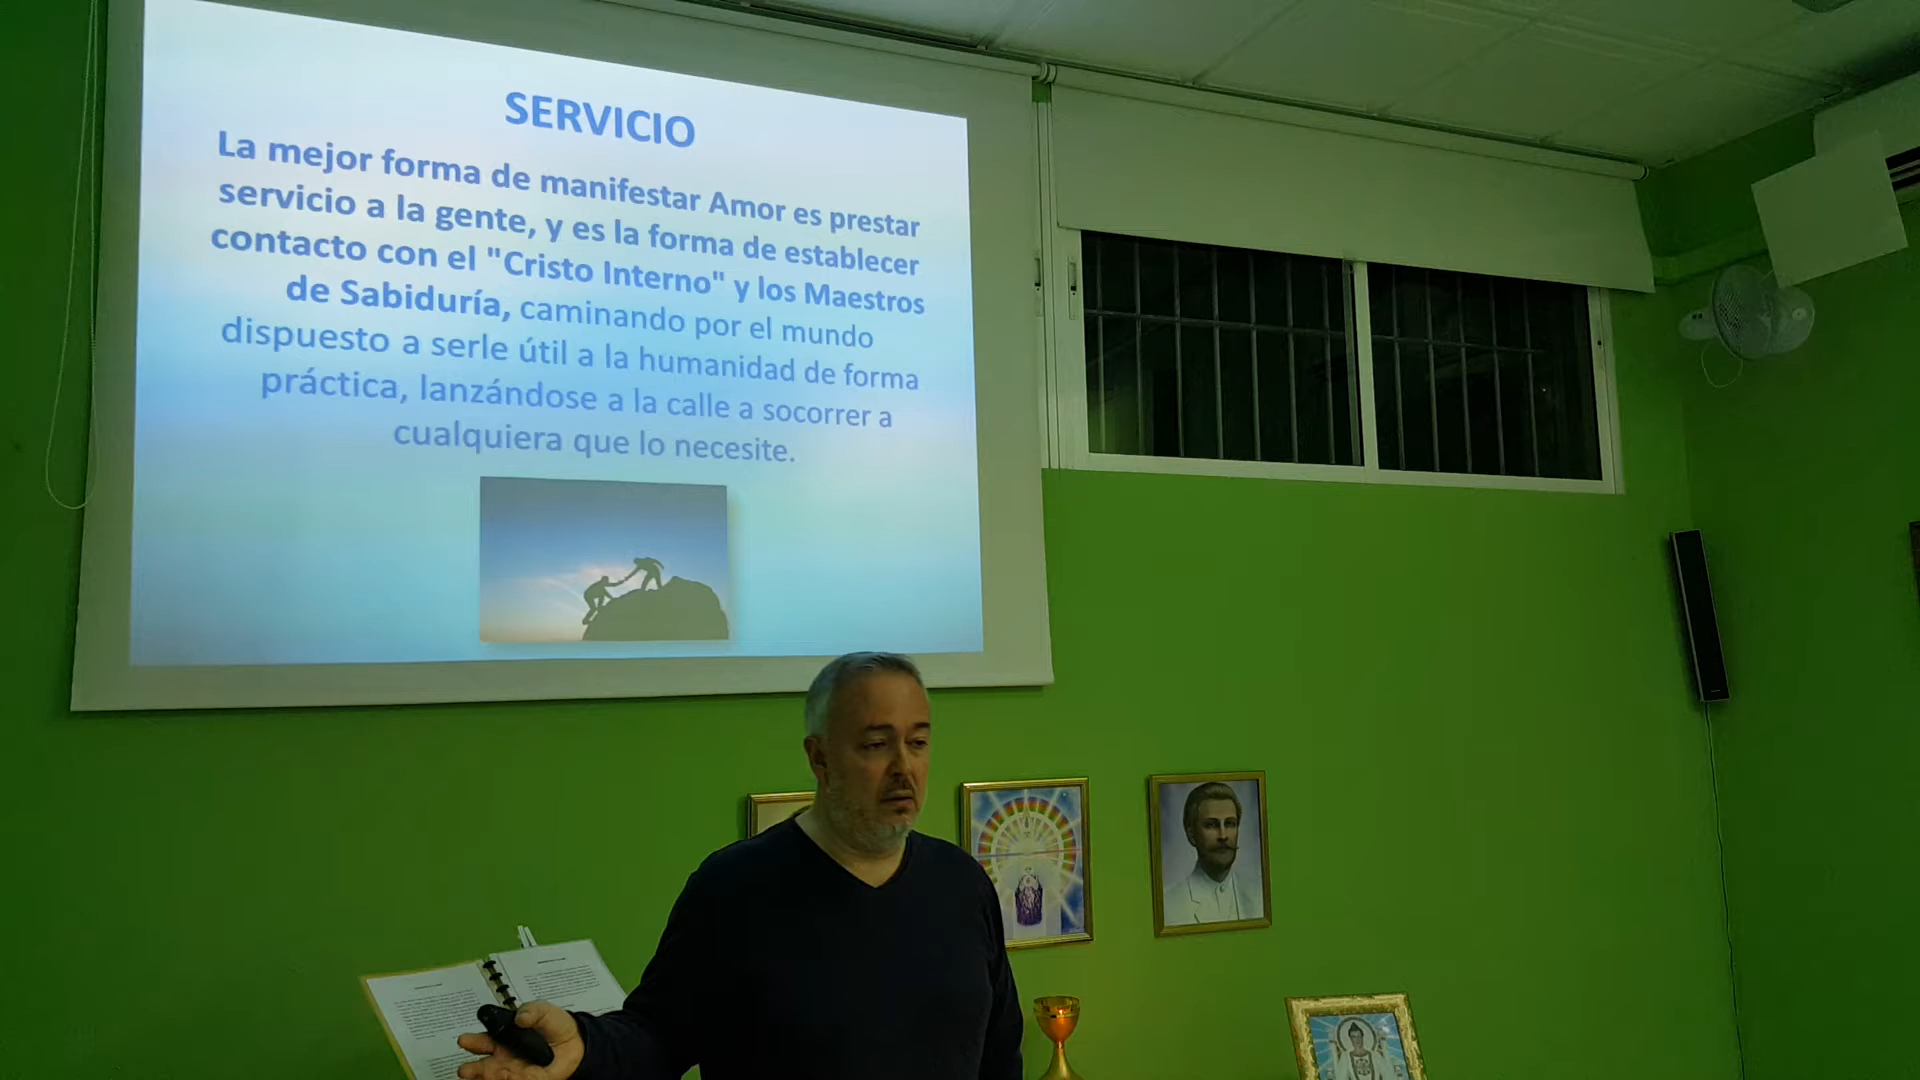 SERVICIO
La mejor forma de manifestar Amor es prestar
servicio a la gente, y es la forma de establecer
contacto con el "Cristo Interno" y los Maestros
de Sabiduría, caminando por el mundo
dispuesto a serle útil a la humanidad de forma
práctica, lanzándose a la calle a socorrer a
cualquiera que lo necesite.